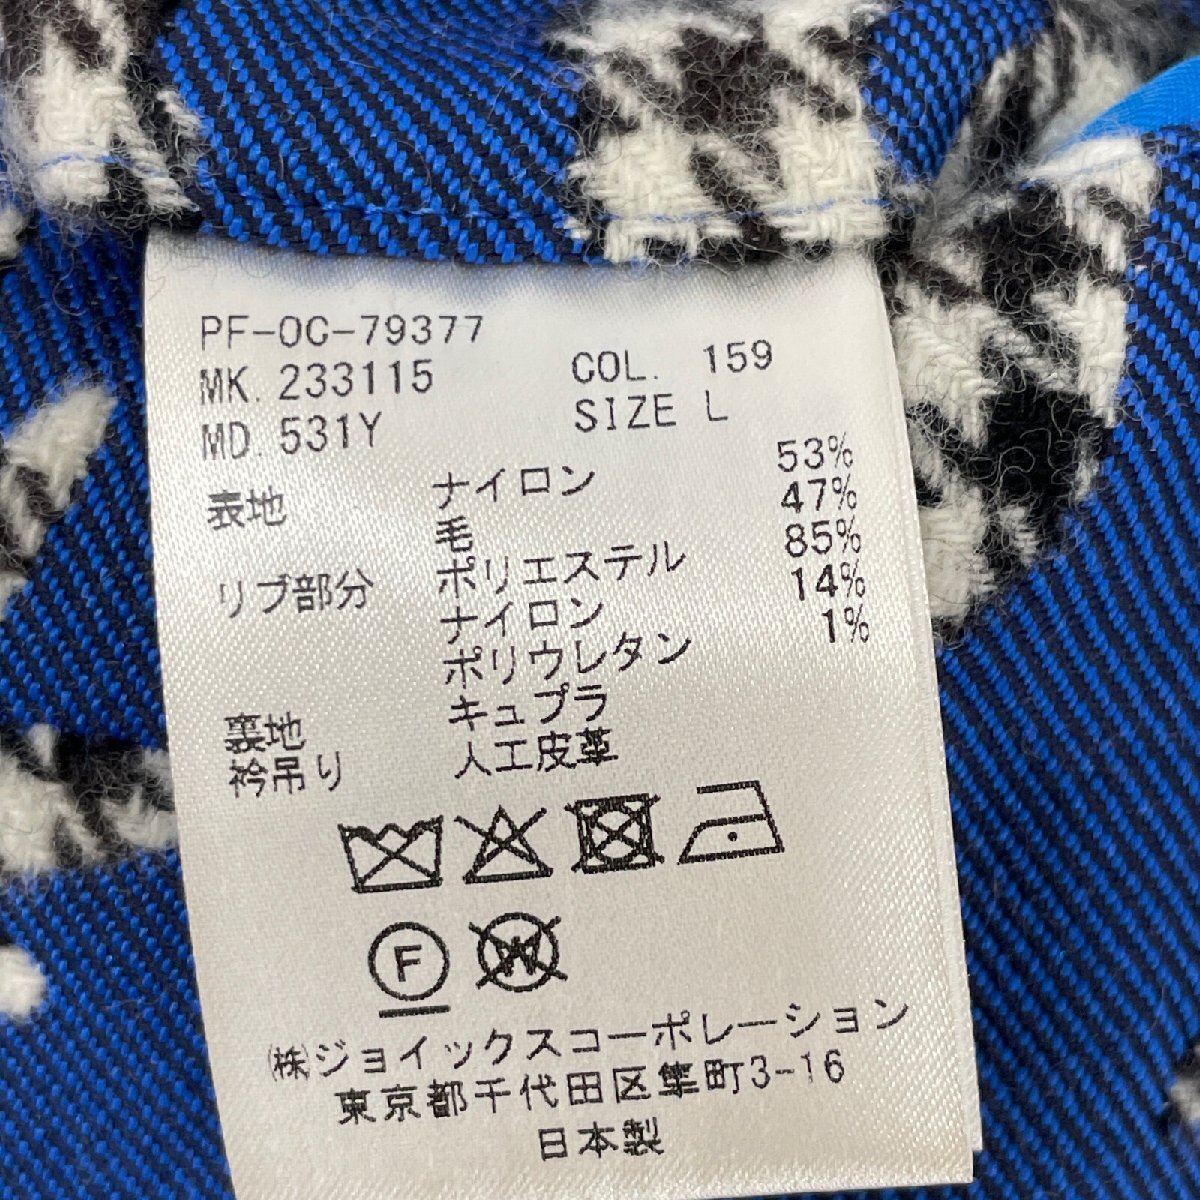 PF-OC-79377
MK. 233115 COL. 159
MD. 531Y SIZE L
表地 ナイロン 53%
毛 47%
リブ部分 ポリエステル 85%
ナイロン 14%
ポリウレタン 1%
裏地 キュプラ
衿吊り 人工皮革
F
W
㈱ジョイックスコーポレーション
東京都千代田区隼町3-16
日本製